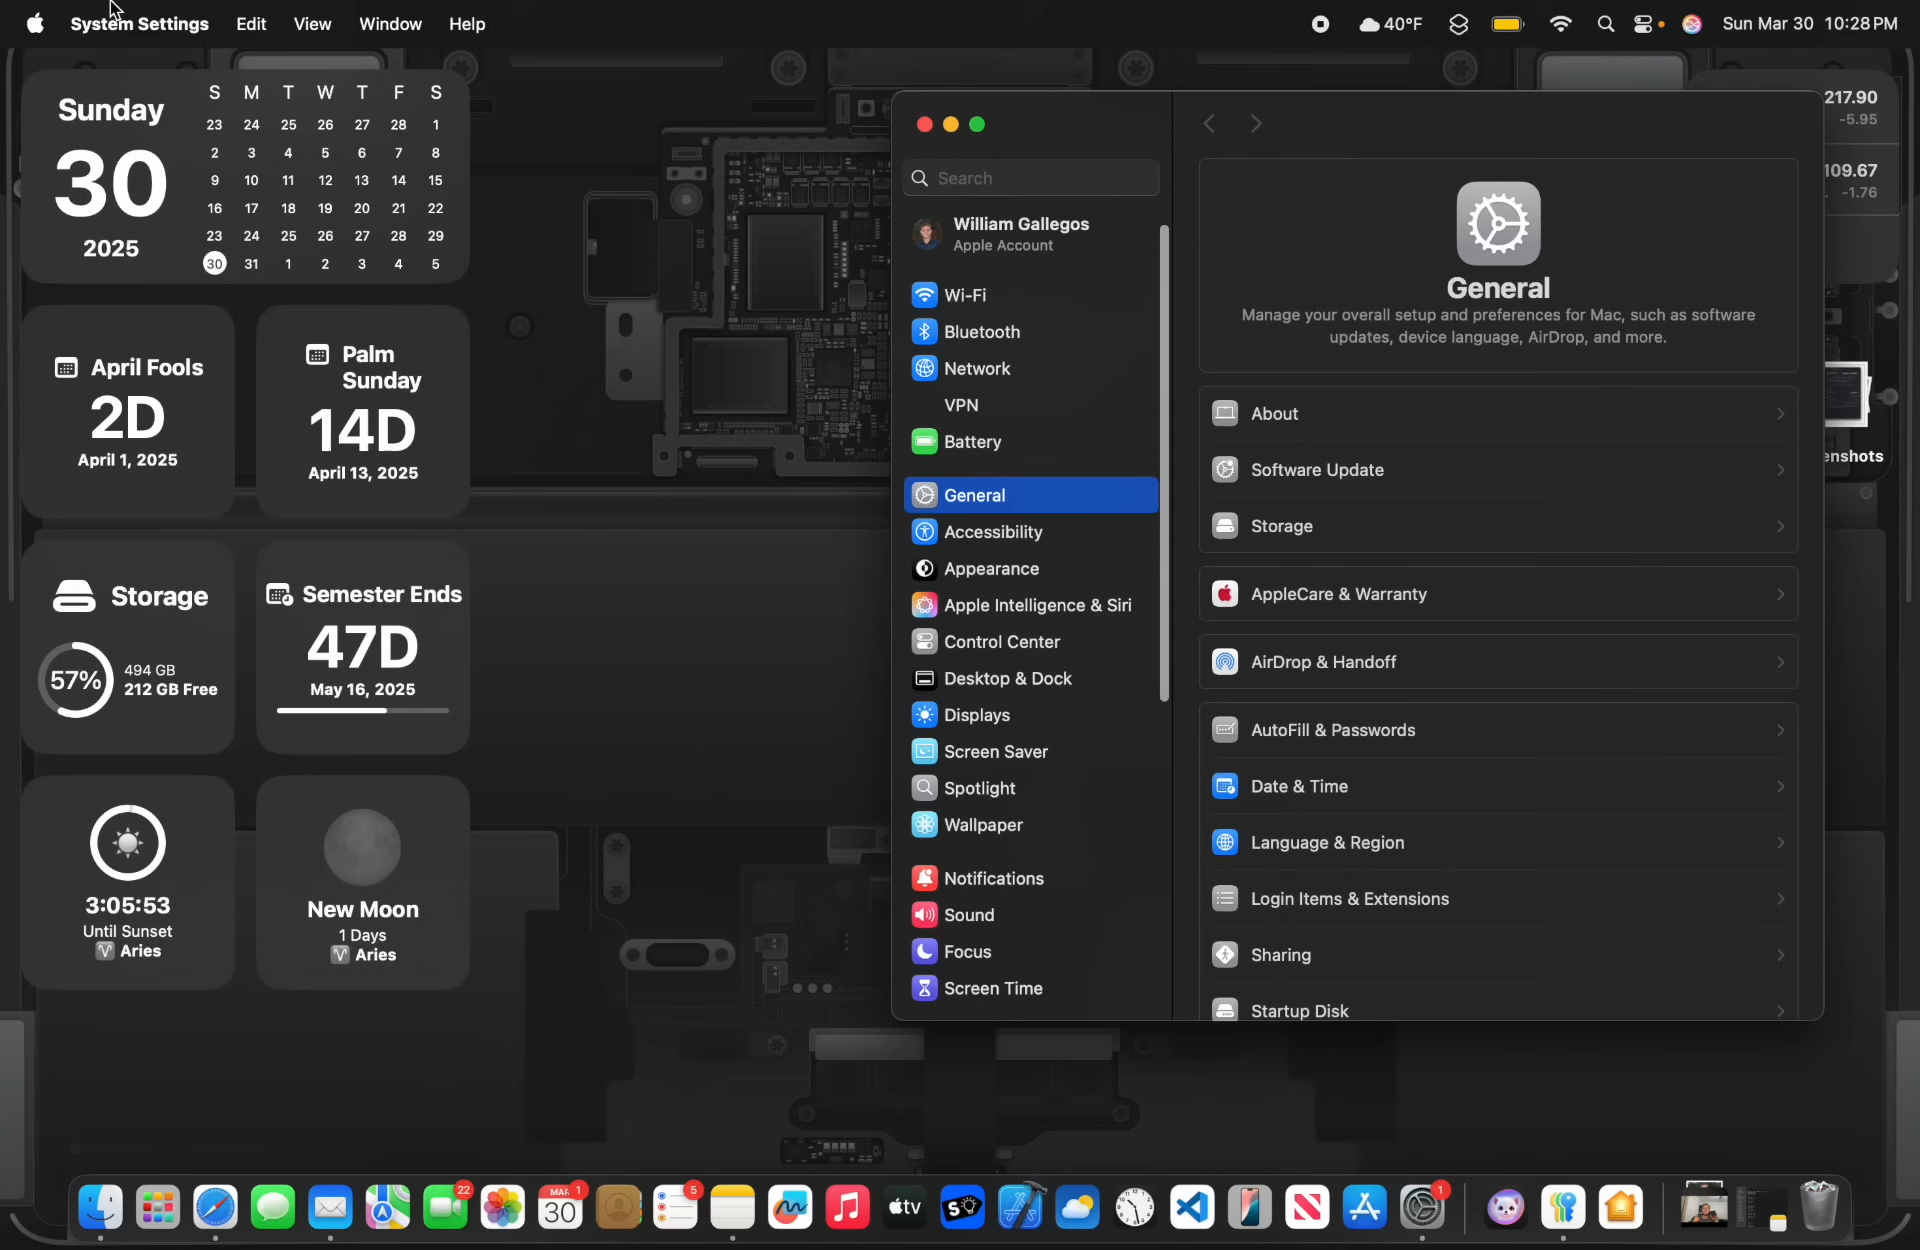 System Settings Edit View Window Help
40°F
Sun Mar 30 10:28 PM
Sunday
30
2025
S M T W T F S
23 24 25 26 27 28 1
2 3 4 5 6 7 8
9 10 11 12 13 14 15
16 17 18 19 20 21 22
23 24 25 26 27 28 29
30 31 1 2 3 4 5
April Fools
2D
April 1, 2025
Palm
Sunday
14D
April 13, 2025
Storage
57%
494 GB
212 GB Free
Semester Ends
47D
May 16, 2025
3:05:53
Until Sunset
Aries
New Moon
1 Days
Aries
Search
William Gallegos
Apple Account
Wi-Fi
Bluetooth
Network
VPN
Battery
General
Accessibility
Appearance
Apple Intelligence & Siri
Control Center
Desktop & Dock
Displays
Screen Saver
Spotlight
Wallpaper
Notifications
Sound
Focus
Screen Time
General
Manage your overall setup and preferences for Mac, such as software
updates, device language, AirDrop, and more.
About
Software Update
Storage
AppleCare & Warranty
AirDrop & Handoff
AutoFill & Passwords
Date & Time
Language & Region
Login Items & Extensions
Sharing
Startup Disk
217.90
-5.95
109.67
-1.76
enshots
22
MAR
30
1
5
tv
1